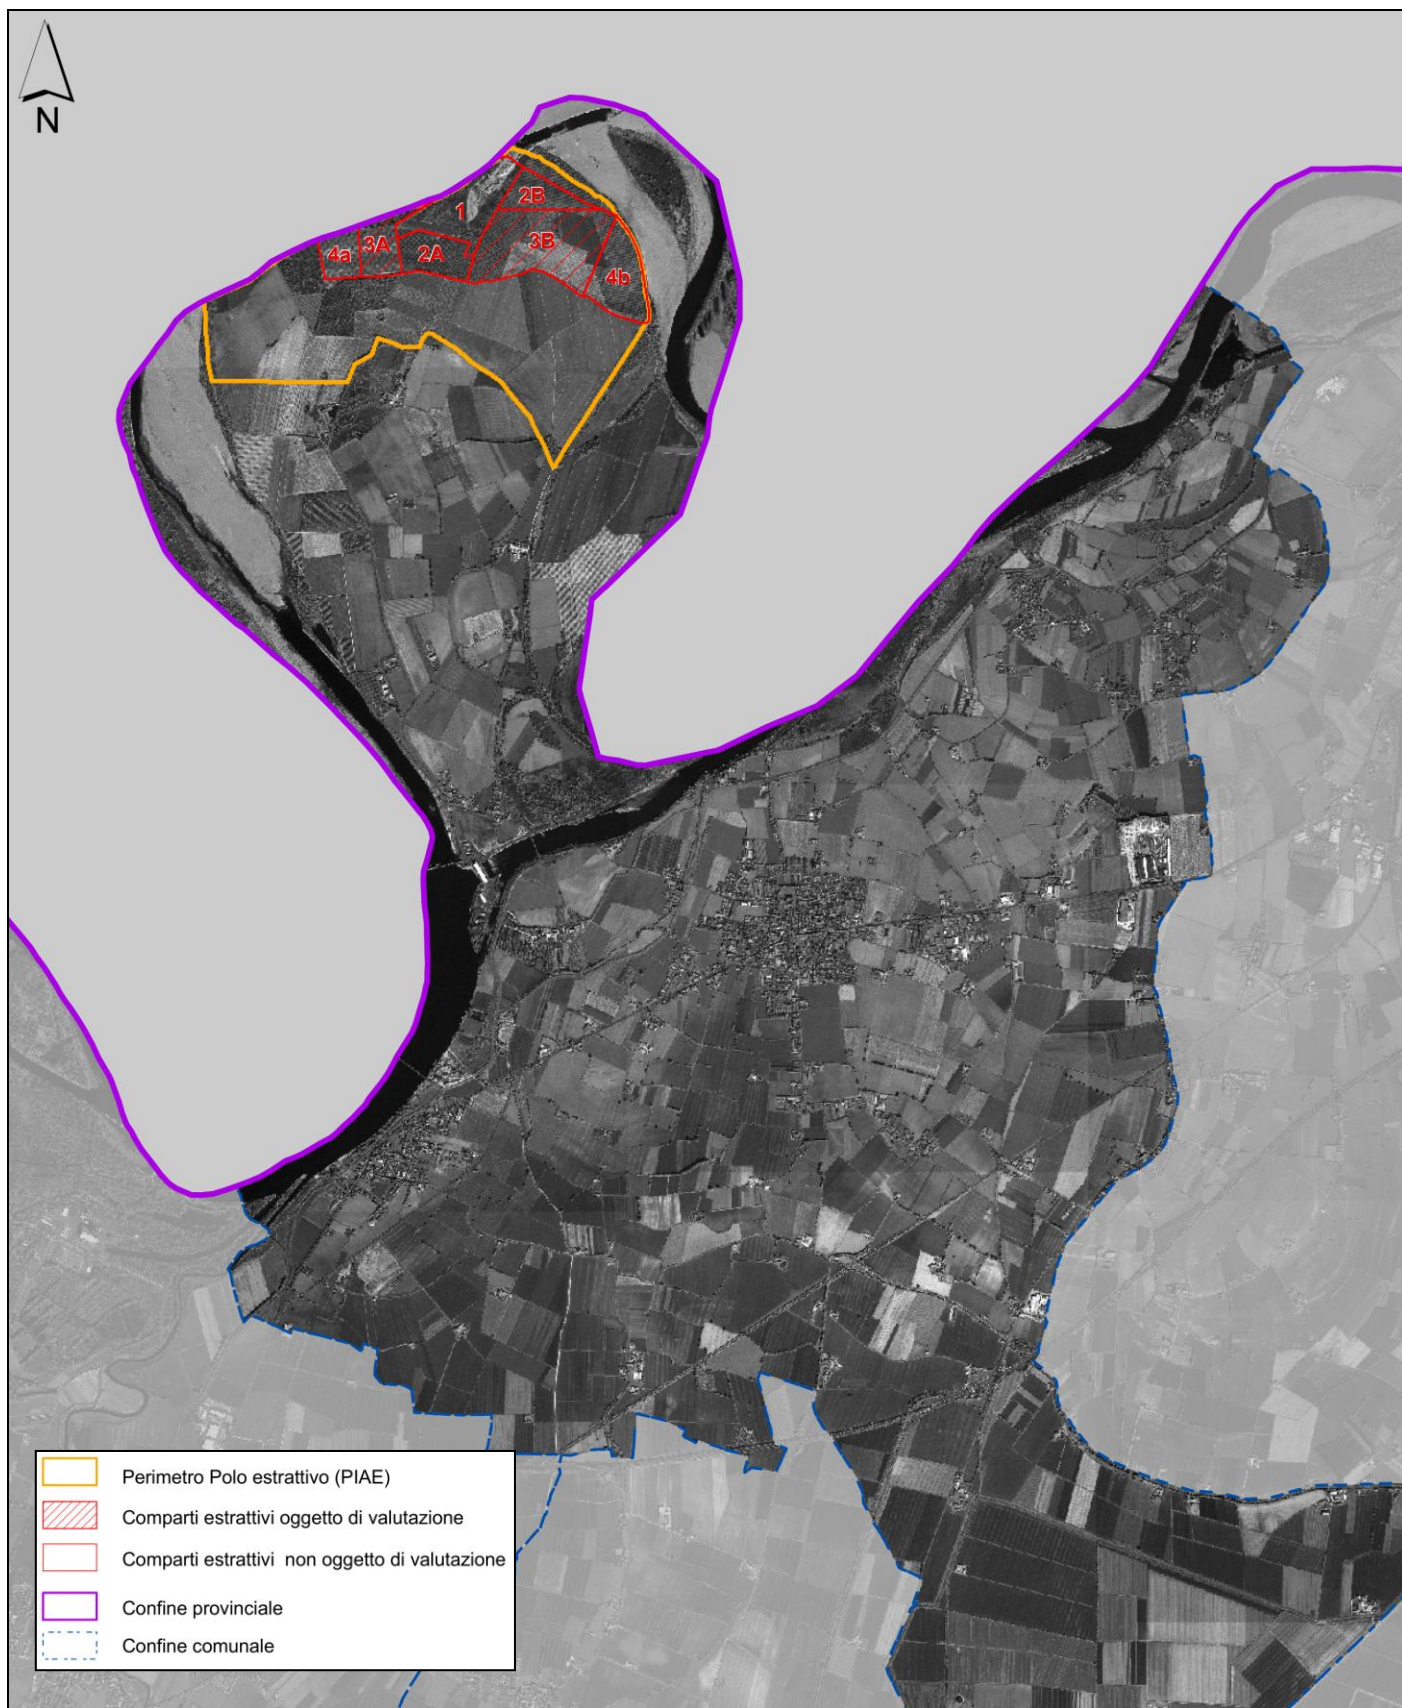 N
1
2B
3B
4a
3A
2A
4b
Perimetro Polo estrattivo (PIAE)
Comparti estrattivi oggetto di valutazione
Comparti estrattivi non oggetto di valutazione
Confine provinciale
Confine comunale